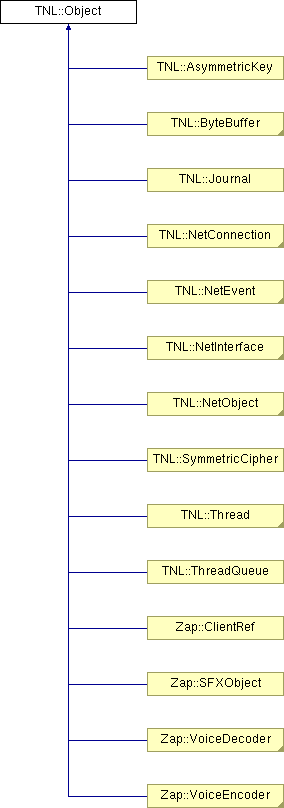 TNL::Object
TNL::AsymmetricKey
TNL::ByteBuffer
TNL::Journal
TNL::NetConnection
TNL::NetEvent
TNL::NetInterface
TNL::NetObject
TNL::SymmetricCipher
TNL::Thread
TNL::ThreadQueue
Zap::ClientRef
Zap::SFXObject
Zap::VoiceDecoder
Zap::VoiceEncoder